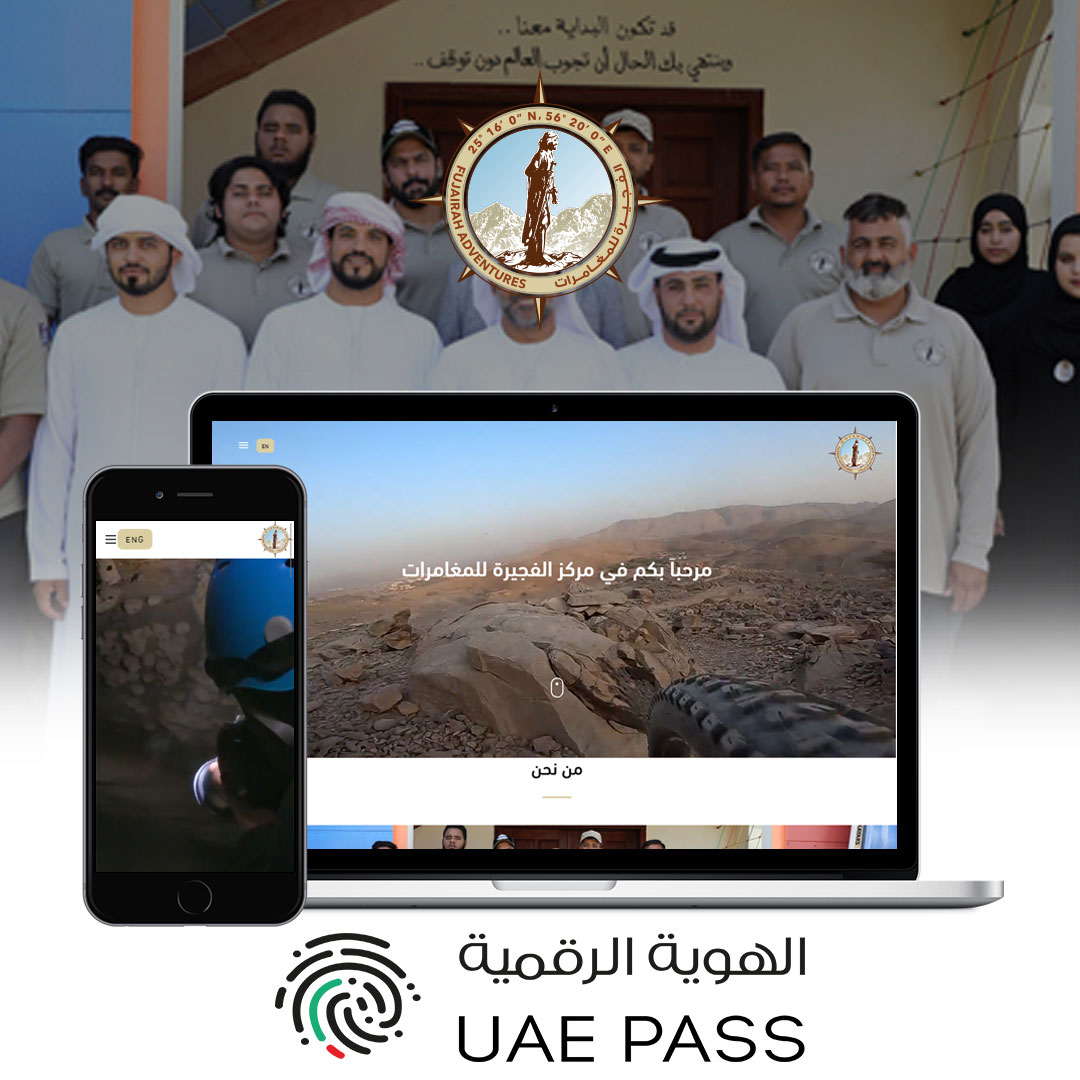 قد تكون البداية معنا ..
وينتهي بك الحال أن تجوب العالم دون توقف ..
25° 16' 0" N, 56° 20' 0" E
FUJAIRAH ADVENTURES
للمغامرات
EN
ENG
مرحباً بكم في مركز الفجيرة للمغامرات
من نحن
الهوية الرقمية
UAE PASS